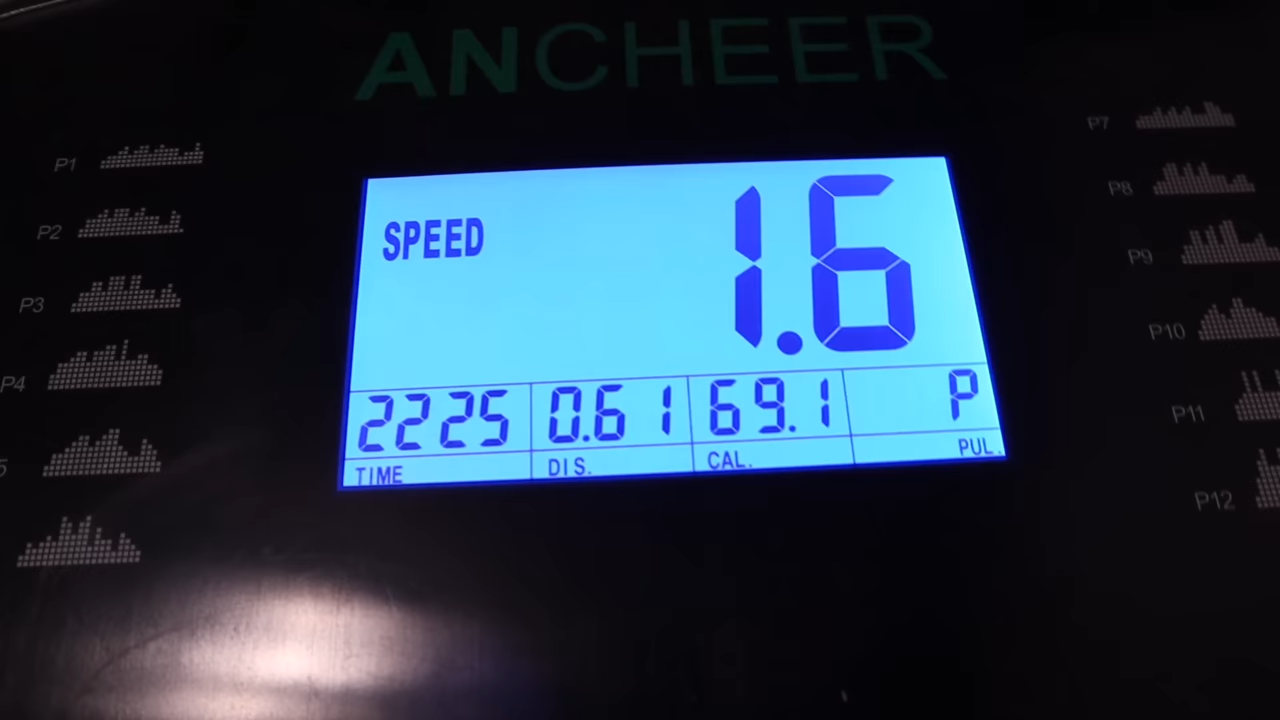 ANCHEER
P1
P2
P3
P4
5
P7
P8
P9
P10
P11
P12
SPEED
1.6
2225 0.61 69.1 P
TIME DIS. CAL. PUL.